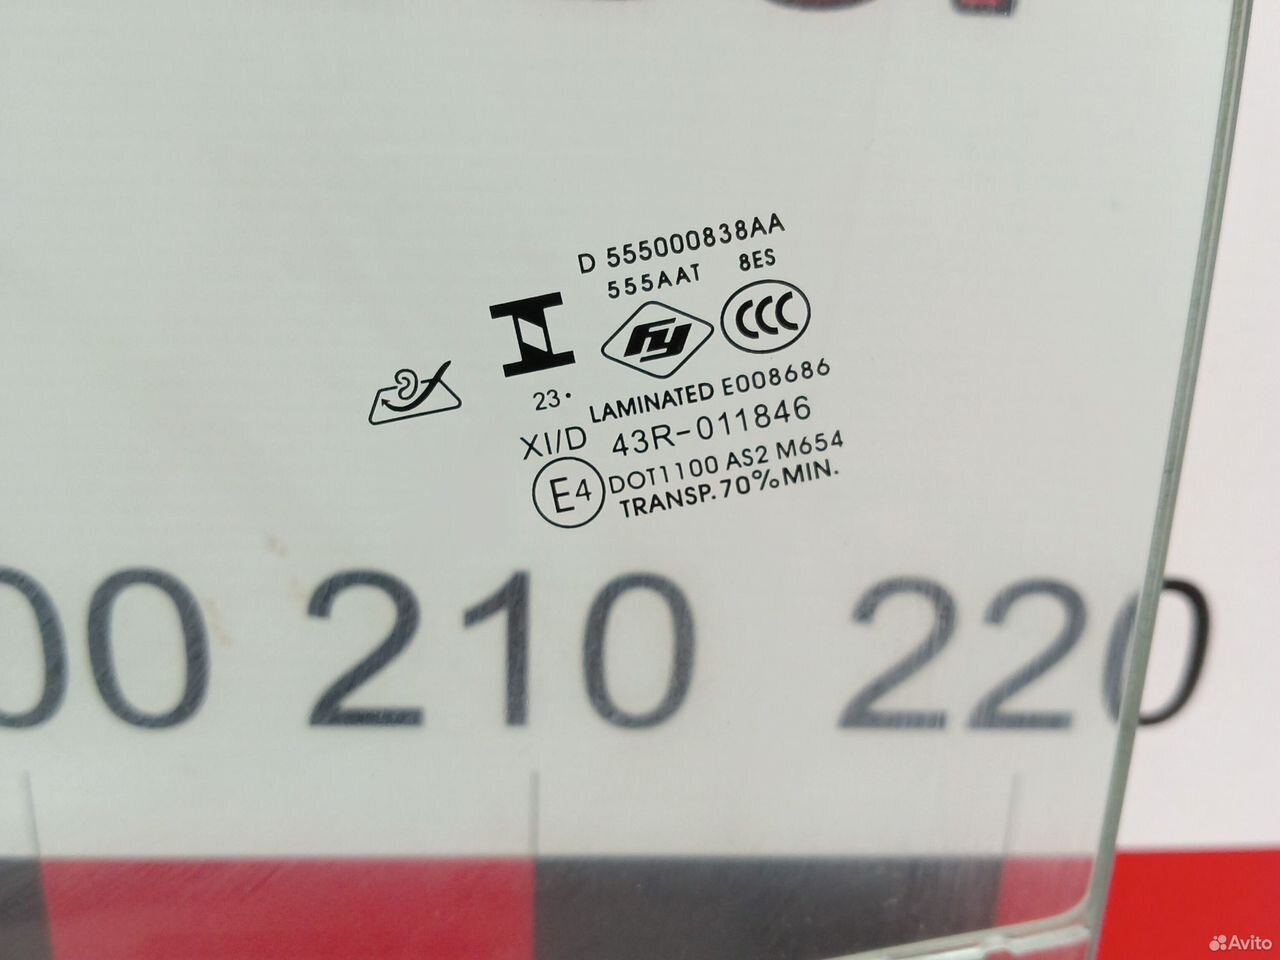 D 555000838AA
555AAT 8ES
fy CCC
23.
LAMINATED E008686
XI/D 43R-011846
E4 DOT1100 AS2 M654
TRANSP. 70% MIN.
00 210 220
Avito